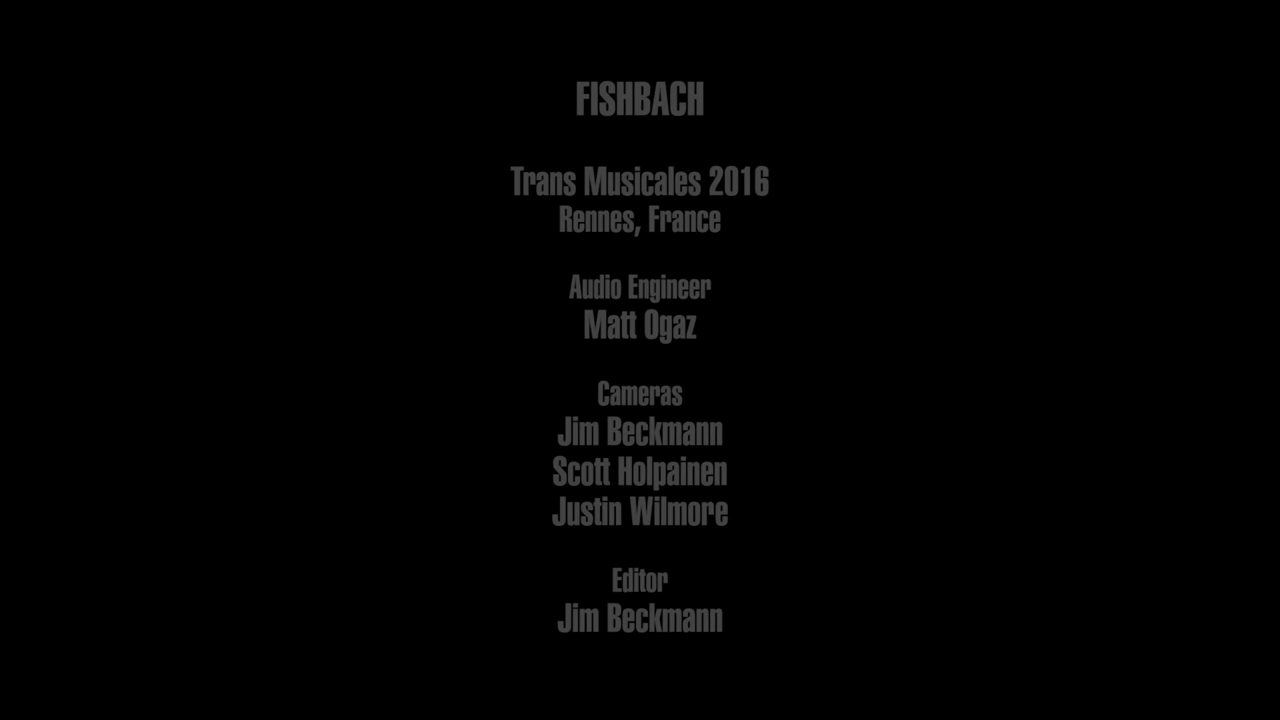 FISHBACH
Trans Musicales 2016
Rennes, France
Audio Engineer
Matt Ogaz
Cameras
Jim Beckmann
Scott Holpainen
Justin Wilmore
Editor
Jim Beckmann